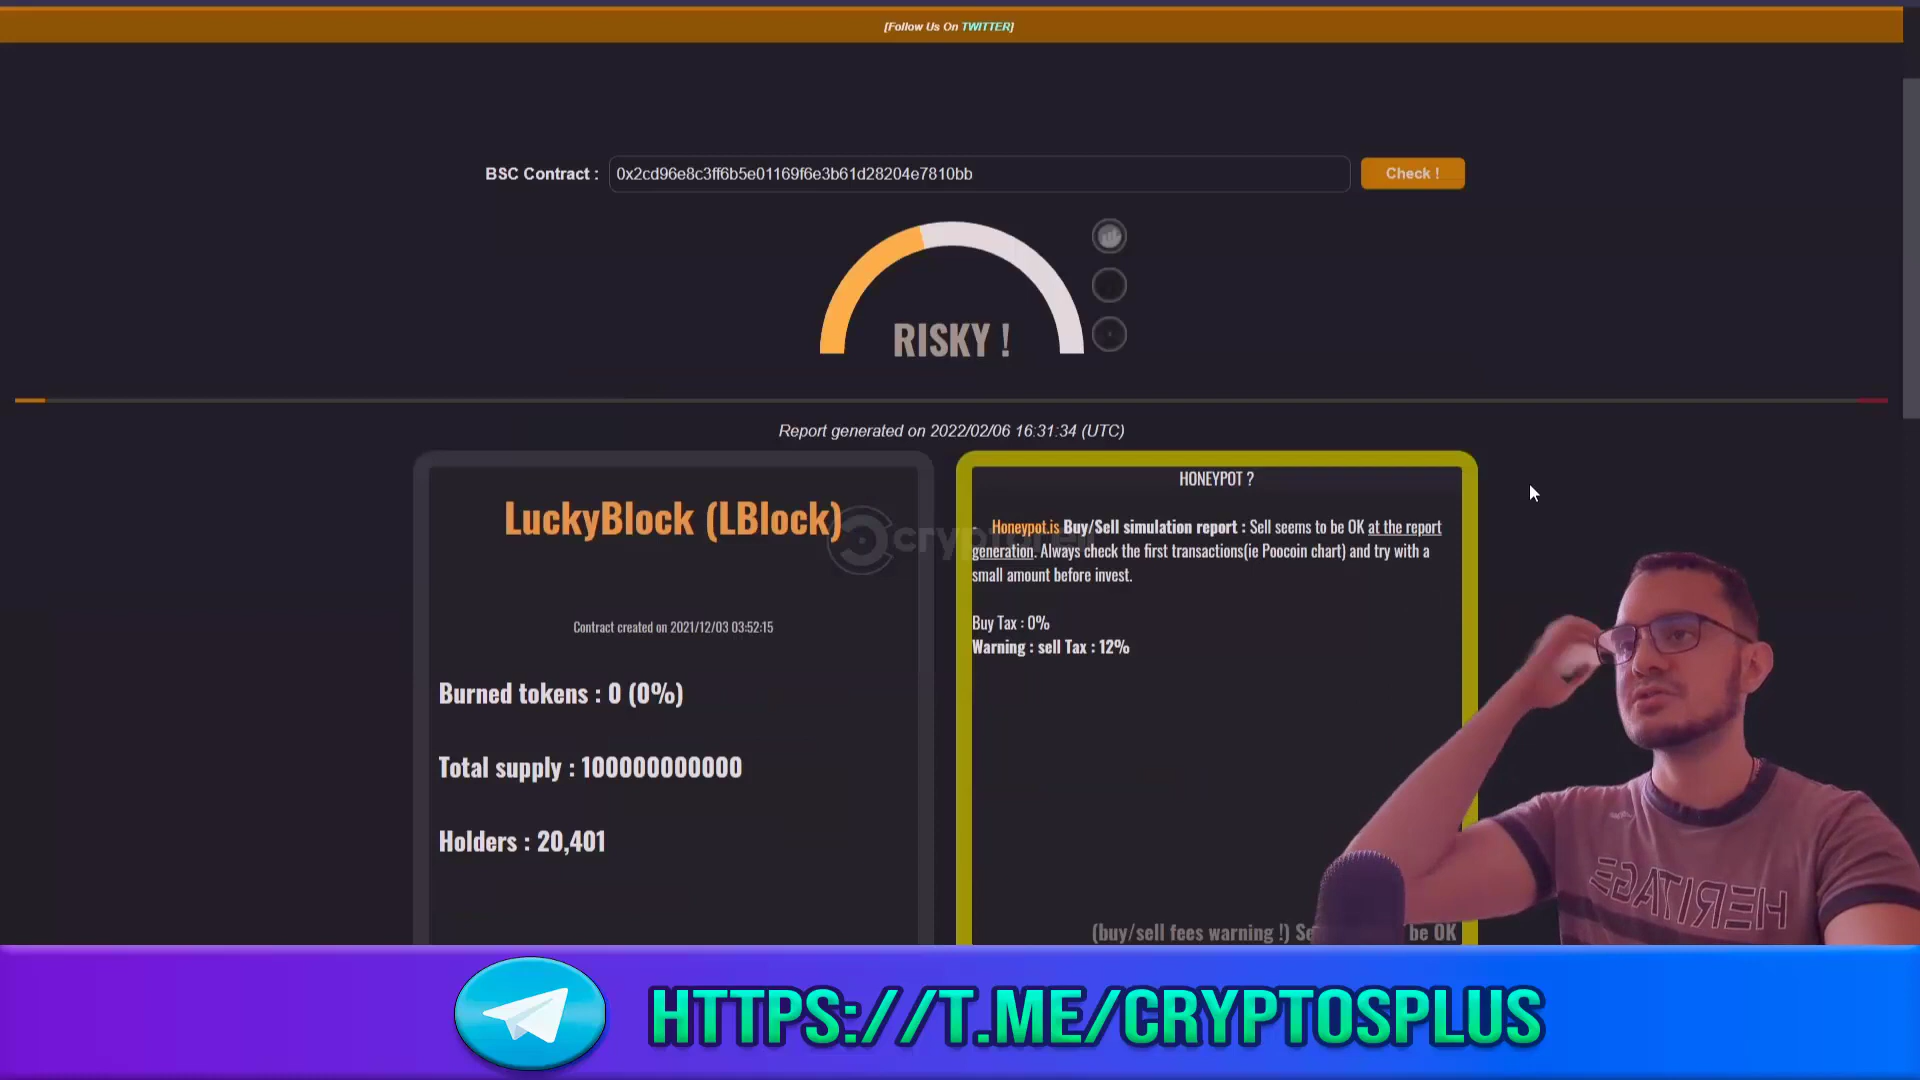 [Follow Us On TWITTER]
BSC Contract :
0x2cd96e8c3ff6b5e01169f6e3b61d28204e7810bb
Check !
RISKY !
Report generated on 2022/02/06 16:31:34 (UTC)
LuckyBlock (LBlock)
Contract created on 2021/12/03 03:52:15
Burned tokens : 0 (0%)
Total supply : 100000000000
Holders : 20,401
HONEYPOT ?
- Honeypot.is Buy/Sell simulation report : Sell seems to be OK at the report
generation. Always check the first transactions(ie Poocoin chart) and try with a
small amount before invest.
Buy Tax : 0%
Warning : sell Tax : 12%
(buy/sell fees warning !) be OK
HERITAGE
HTTPS://T.ME/CRYPTOSPLUS